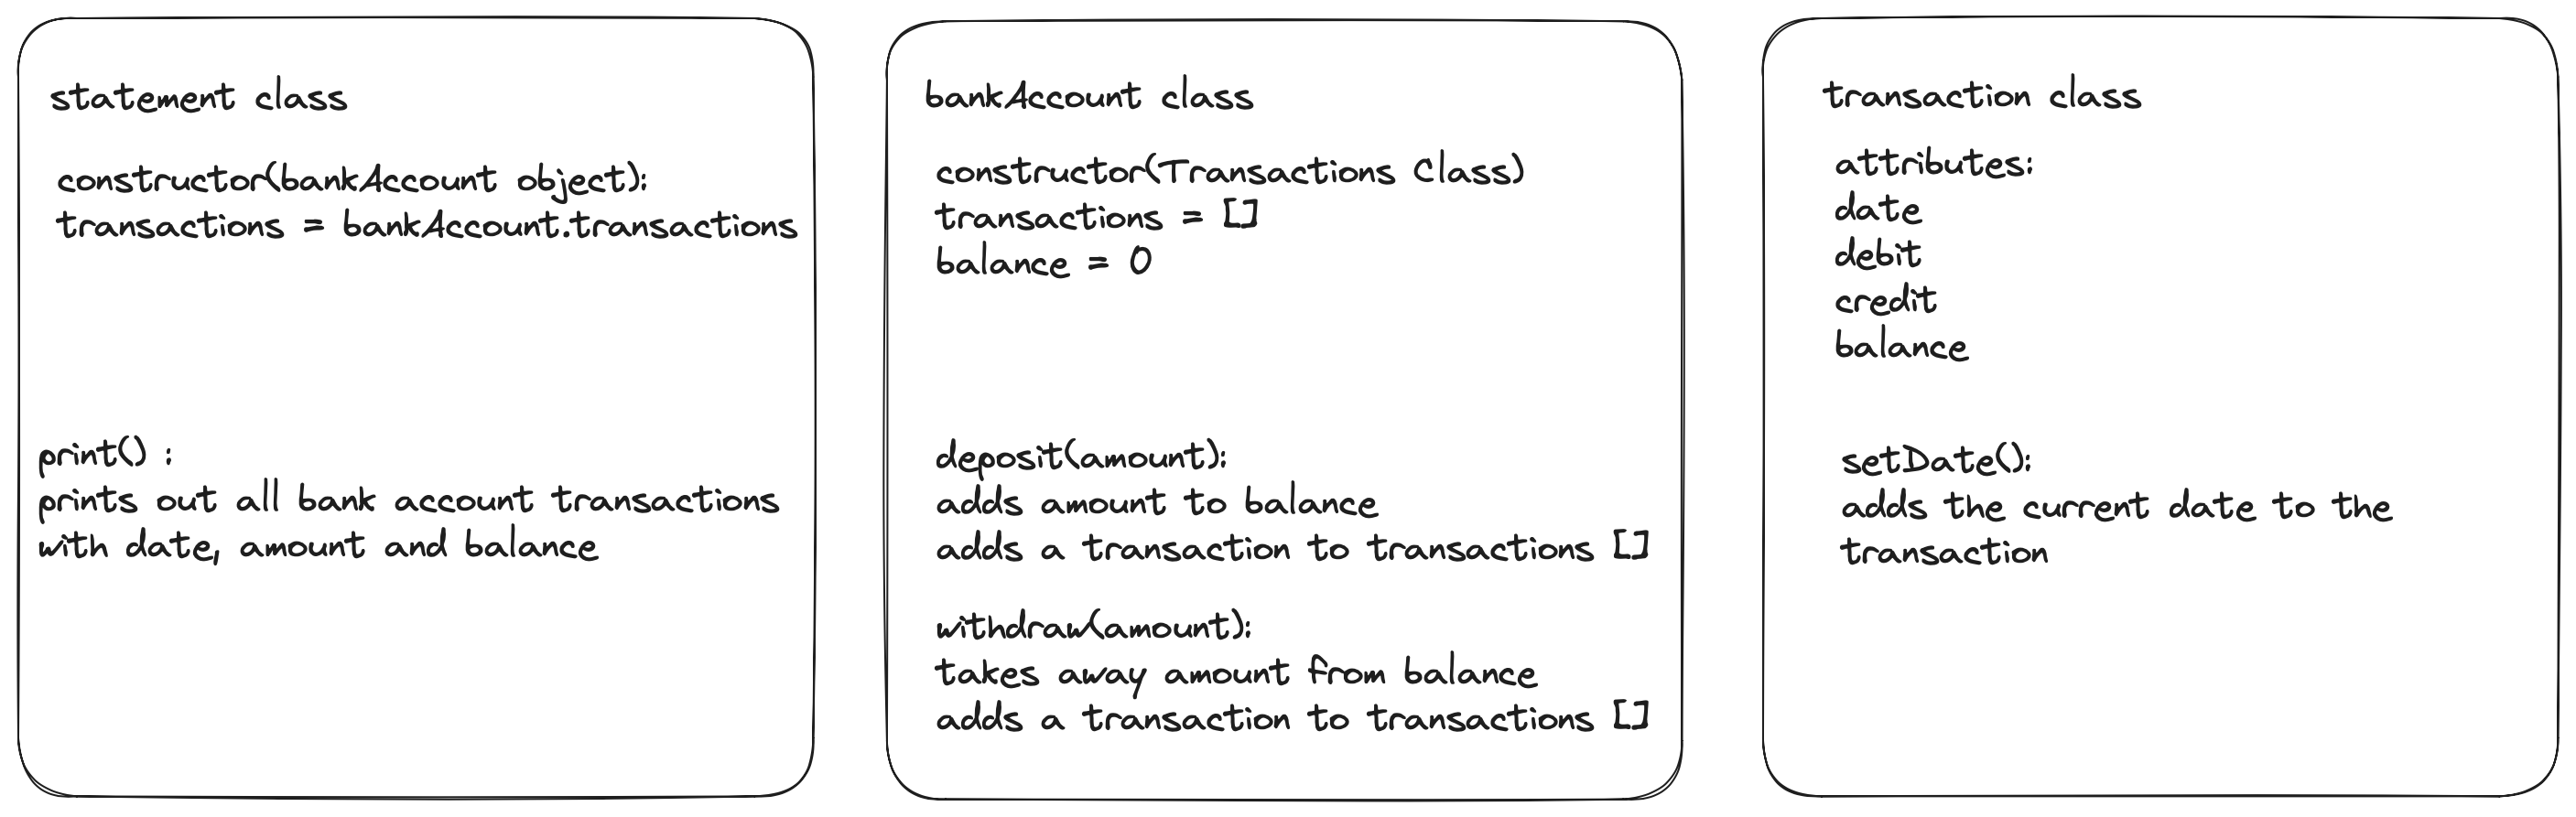 statement class
constructor(bankAccount object):
transactions = bankAccount.transactions
print() :
prints out all bank account transactions
with date, amount and balance
bankAccount class
constructor(Transactions Class)
transactions = []
balance = 0
deposit(amount):
adds amount to balance
adds a transaction to transactions []
withdraw(amount):
takes away amount from balance
adds a transaction to transactions []
transaction class
attributes:
date
debit
credit
balance
setDate():
adds the current date to the
transaction